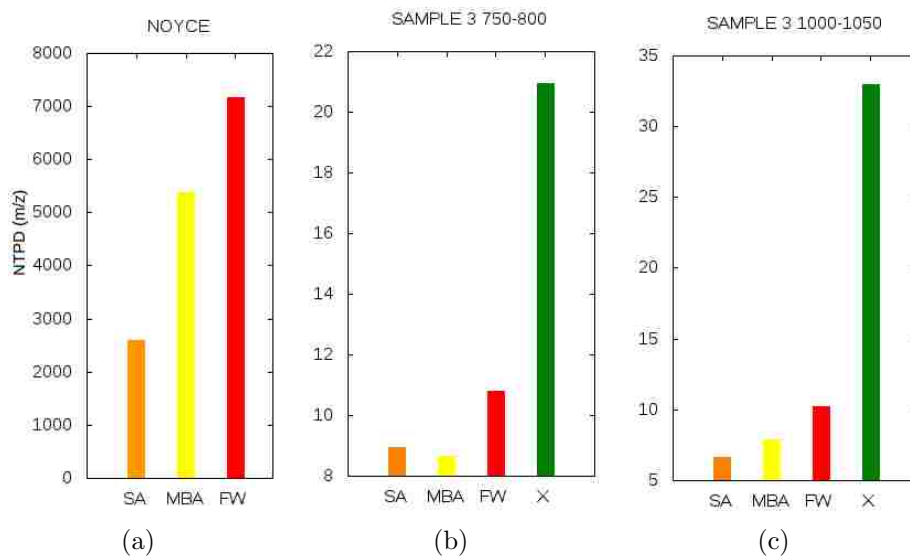 NOYCE
8000
7000
6000
5000
4000
3000
2000
1000
0
NTPD (m/z)
SA MBA FW
(a)
SAMPLE 3 750-800
22
20
18
16
14
12
10
8
SA MBA FW X
(b)
SAMPLE 3 1000-1050
35
30
25
20
15
10
5
SA MBA FW X
(c)